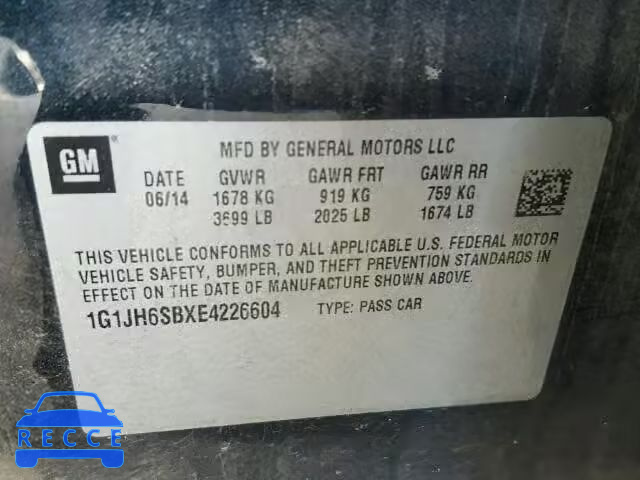 GM
MFD BY GENERAL MOTORS LLC
DATE GVWR GAWR FRT GAWR RR
06/14 1678 KG 919 KG 759 KG
3699 LB 2025 LB 1674 LB
THIS VEHICLE CONFORMS TO ALL APPLICABLE U.S. FEDERAL MOTOR
VEHICLE SAFETY, BUMPER, AND THEFT PREVENTION STANDARDS IN
EFFECT ON THE DATE OF MANUFACTURE SHOWN ABOVE.
1G1JH6SBXE4226604 TYPE: PASS CAR
RECCE